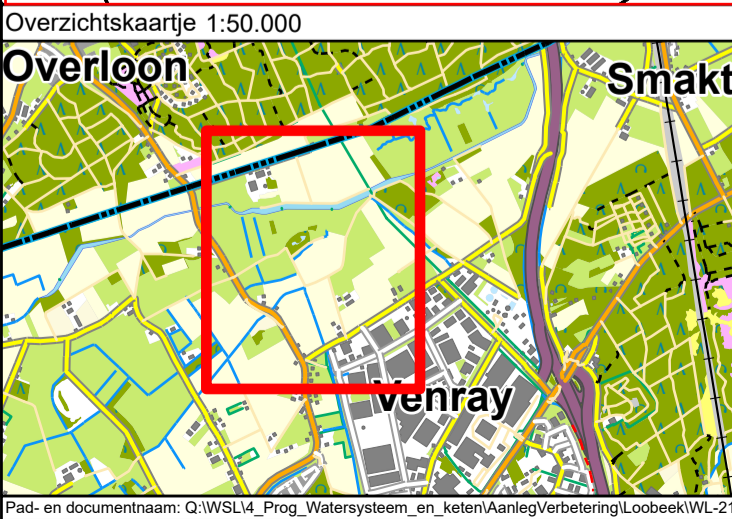 Overzichtskaartje 1:50.000
Overloon
Smakt
Venray
Pad- en documentnaam: Q:\WSL\4_Prog_Watersysteem_en_keten\AanlegVerbetering\Loobeek\WL-21